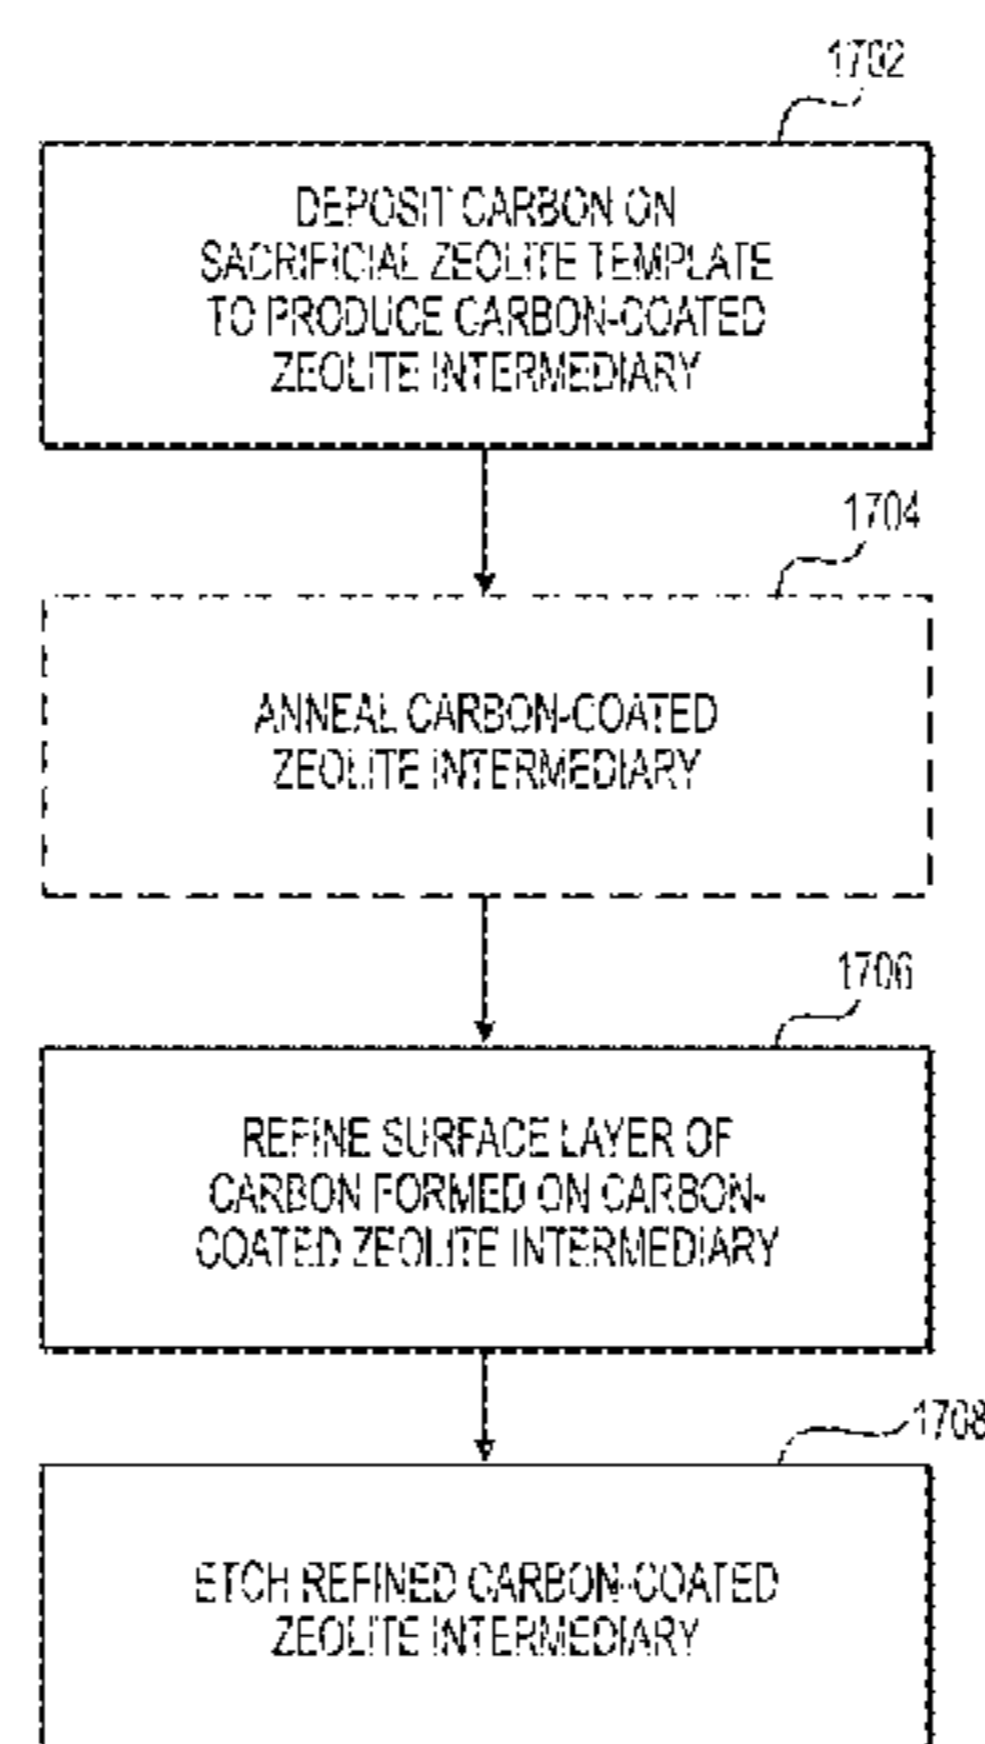 1702
DEPOSIT CARBON ON
SACRIFICIAL ZEOLITE TEMPLATE
TO PRODUCE CARBON-COATED
ZEOLITE INTERMEDIARY
1704
ANNEAL CARBON-COATED
ZEOLITE INTERMEDIARY
1706
REFINE SURFACE LAYER OF
CARBON FORMED ON CARBON-
COATED ZEOLITE INTERMEDIARY
1708
ETCH REFINED CARBON-COATED
ZEOLITE INTERMEDIARY